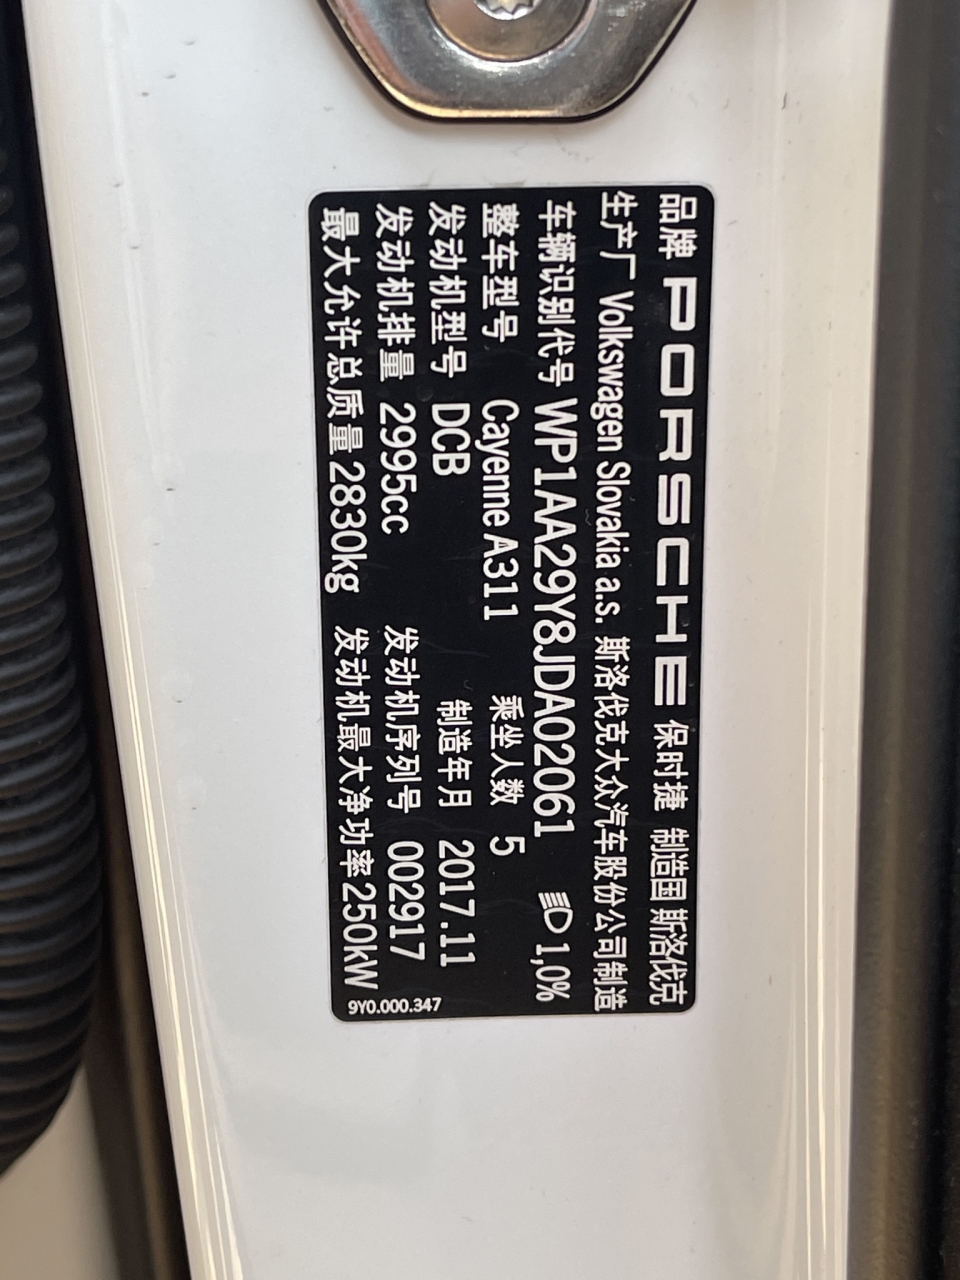 品牌 PORSCHE 保时捷 制造国 斯洛伐克
生产厂 Volkswagen Slovakia a.s. 斯洛伐克大众汽车股份公司制造
车辆识别代号 WP1AA29Y8JDA02061 1,0%
整车型号 Cayenne A311 乘坐人数 5
发动机型号 DCB 制造年月 2017.11
发动机排量 2995cc 发动机序列号 002917
最大允许总质量 2830kg 发动机最大净功率 250kW
9Y0.000.347